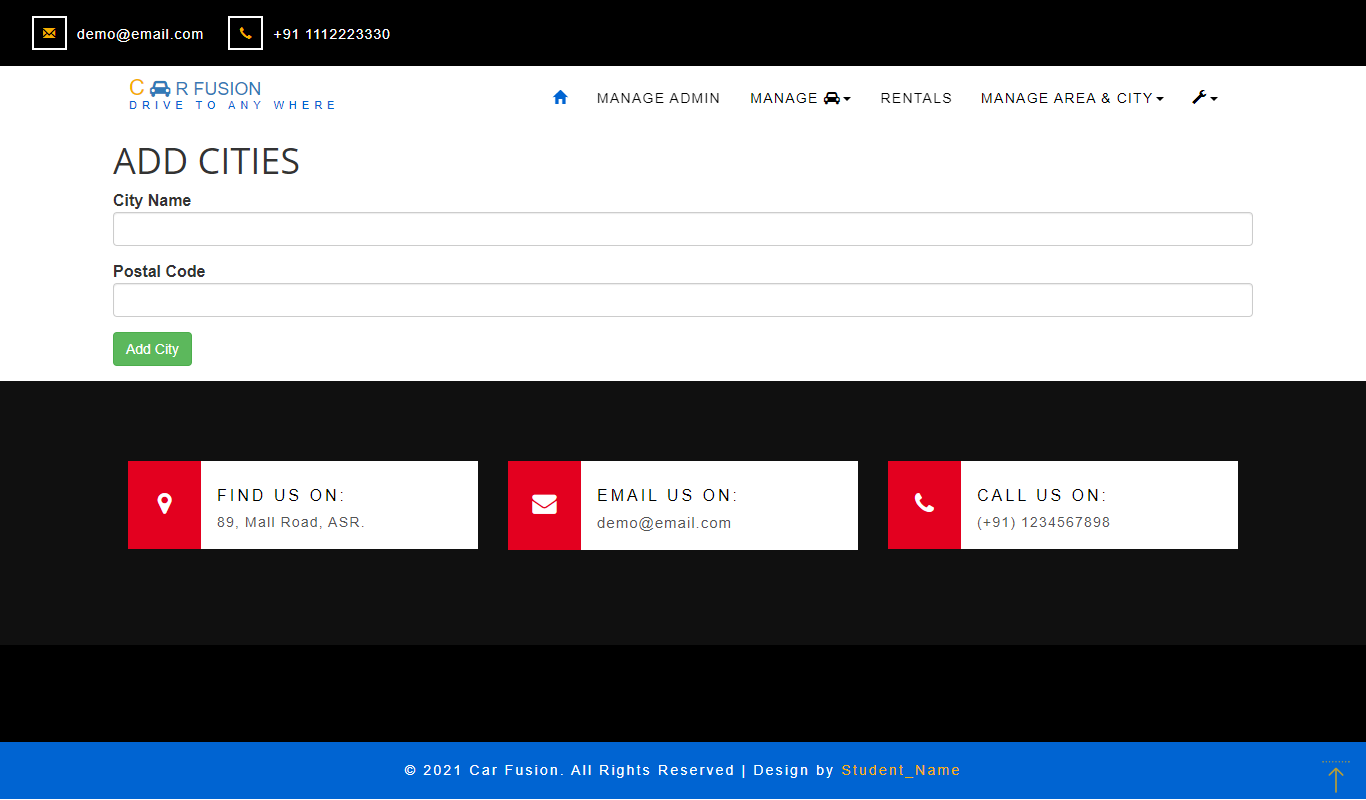 demo@email.com +91 1112223330
C R FUSION
DRIVE TO ANY WHERE
MANAGE ADMIN MANAGE RENTALS MANAGE AREA & CITY
ADD CITIES
City Name
Postal Code
Add City
FIND US ON:
89, Mall Road, ASR.
EMAIL US ON:
demo@email.com
CALL US ON:
(+91) 1234567898
© 2021 Car Fusion. All Rights Reserved | Design by Student_Name